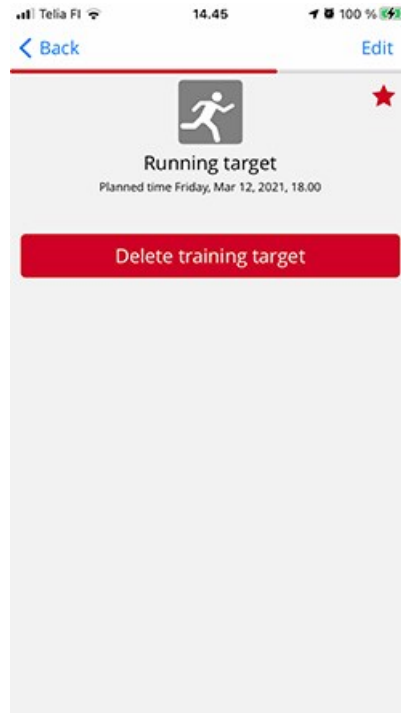 Telia FI 14.45 100 %
Back Edit
Running target
Planned time Friday, Mar 12, 2021, 18.00
Delete training target